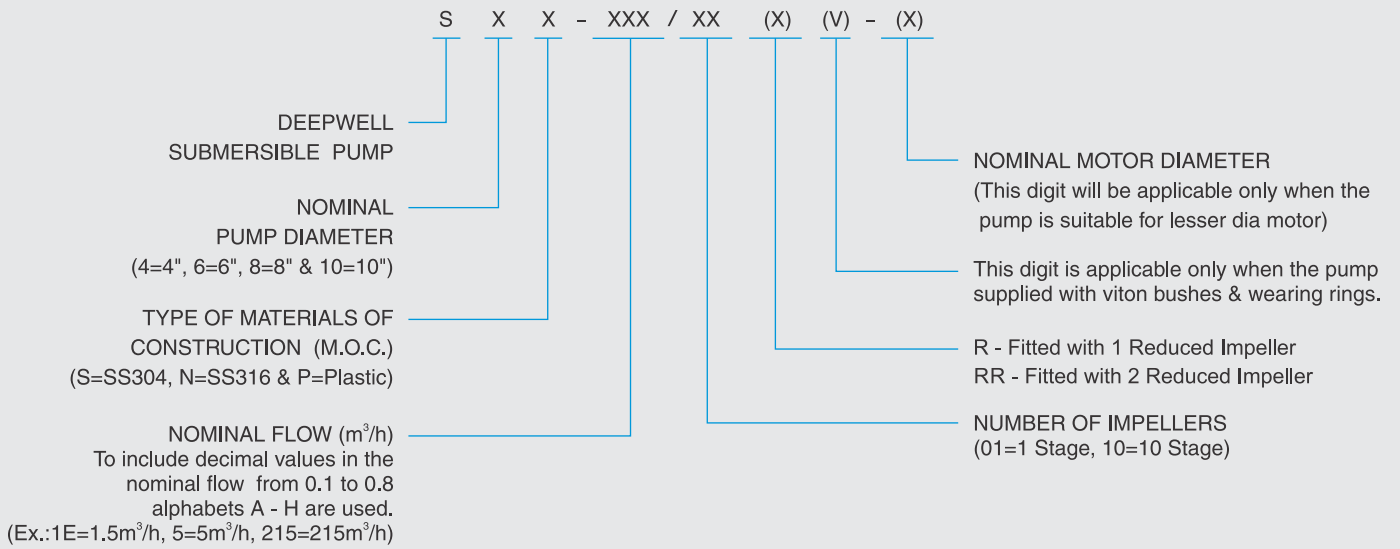 S X X - XXX / XX (X) (V) - (X)
DEEPWELL
SUBMERSIBLE PUMP
NOMINAL
PUMP DIAMETER
(4=4", 6=6", 8=8" & 10=10")
TYPE OF MATERIALS OF
CONSTRUCTION (M.O.C.)
(S=SS304, N=SS316 & P=Plastic)
NOMINAL FLOW (m³/h)
To include decimal values in the
nominal flow from 0.1 to 0.8
alphabets A - H are used.
(Ex.:1E=1.5m³/h, 5=5m³/h, 215=215m³/h)
NOMINAL MOTOR DIAMETER
(This digit will be applicable only when the
pump is suitable for lesser dia motor)
This digit is applicable only when the pump
supplied with viton bushes & wearing rings.
R - Fitted with 1 Reduced Impeller
RR - Fitted with 2 Reduced Impeller
NUMBER OF IMPELLERS
(01=1 Stage, 10=10 Stage)